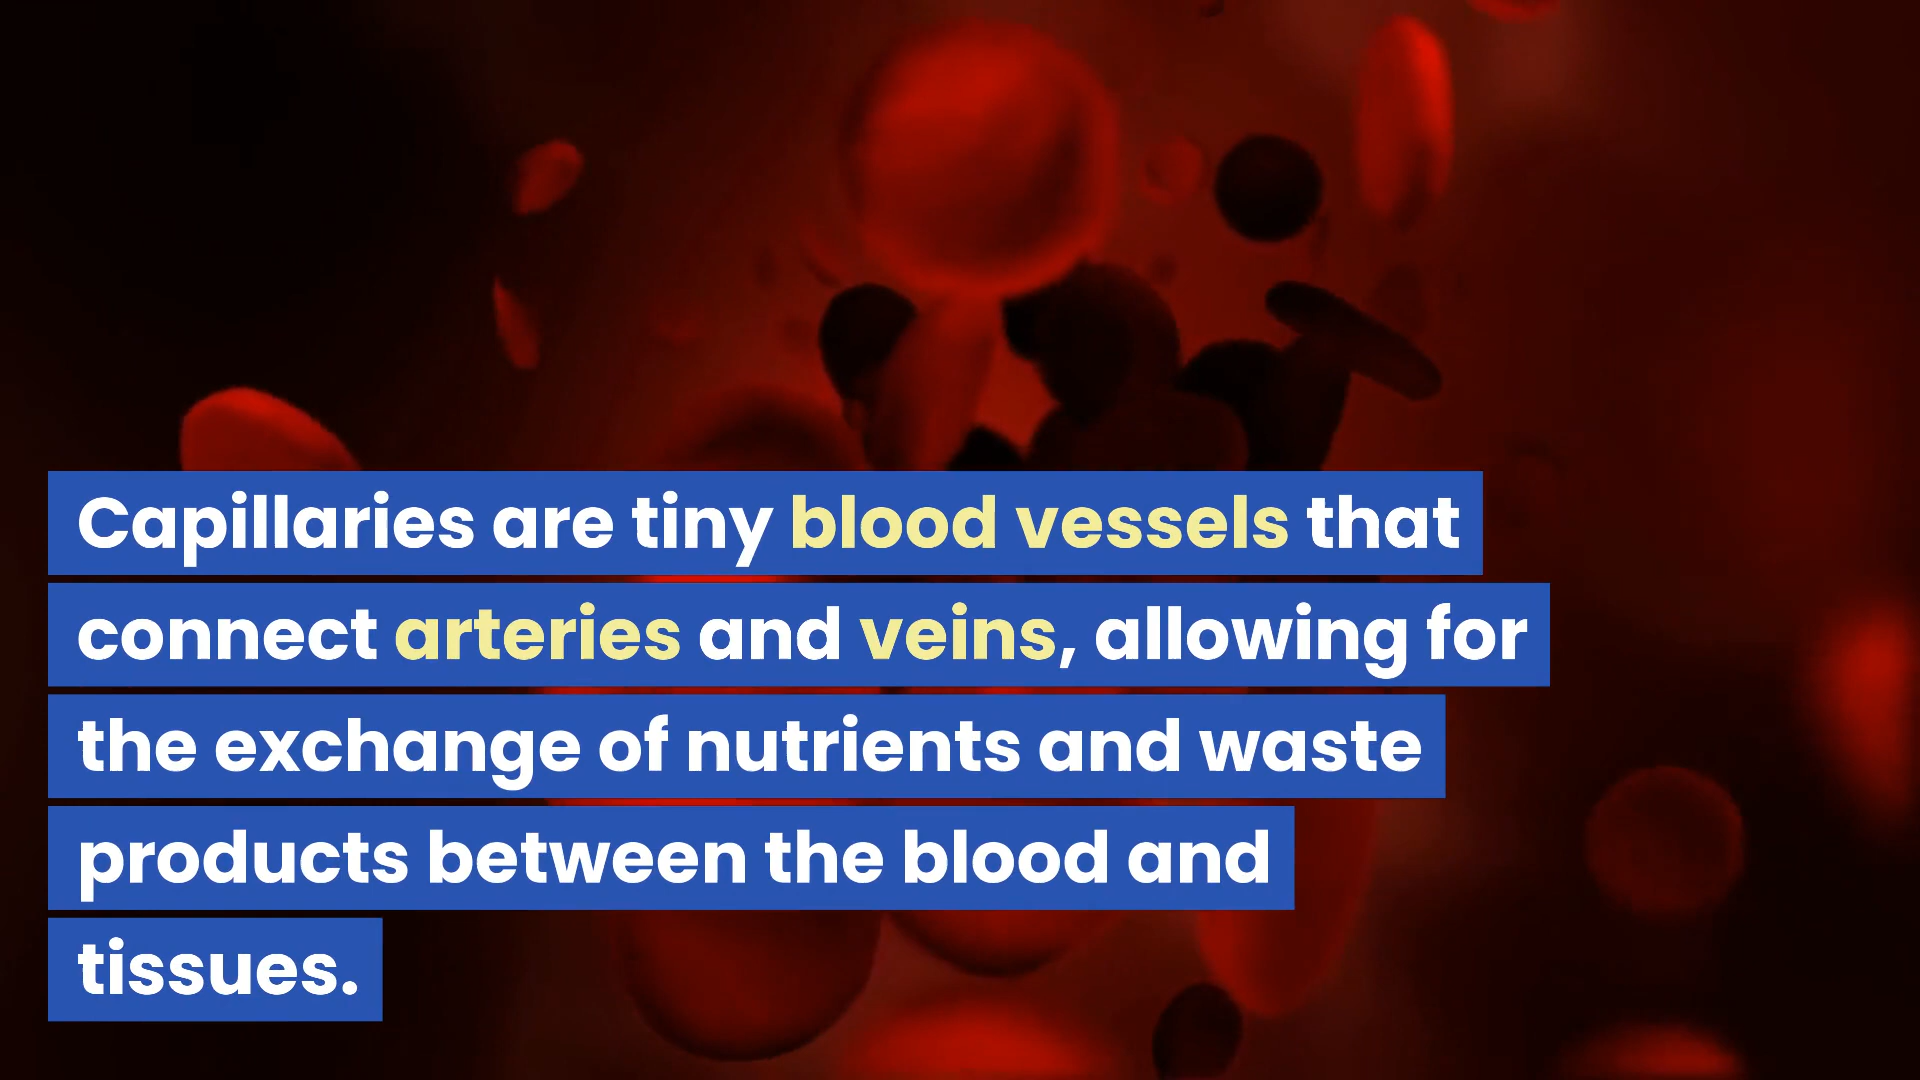 Capillaries are tiny blood vessels that
connect arteries and veins, allowing for
the exchange of nutrients and waste
products between the blood and
tissues.